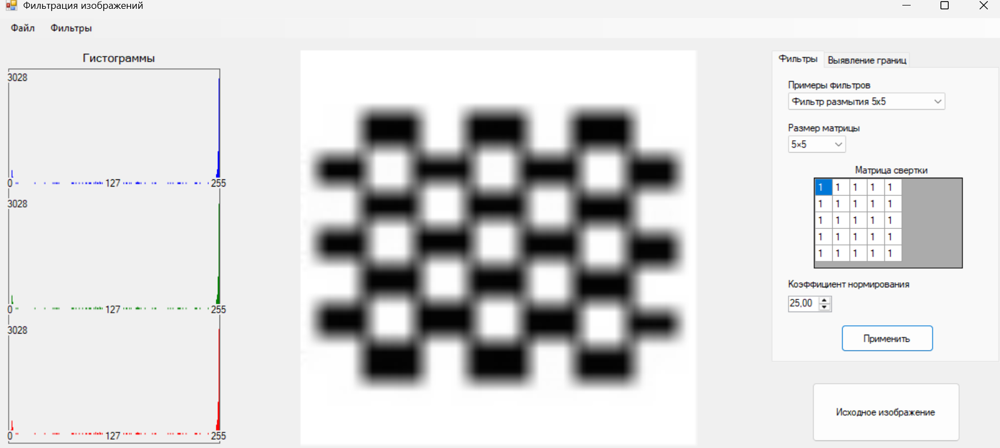 Фильтрация изображений
Файл Фильтры
Гистограммы
3028
0 127 255
3028
0 127 255
3028
0 127 255
Фильтры Выявление границ
Примеры фильтров
Фильтр размытия 5x5
Размер матрицы
5×5
Матрица свертки
1 1 1 1 1
1 1 1 1 1
1 1 1 1 1
1 1 1 1 1
1 1 1 1 1
Коэффициент нормирования
25,00
Применить
Исходное изображение